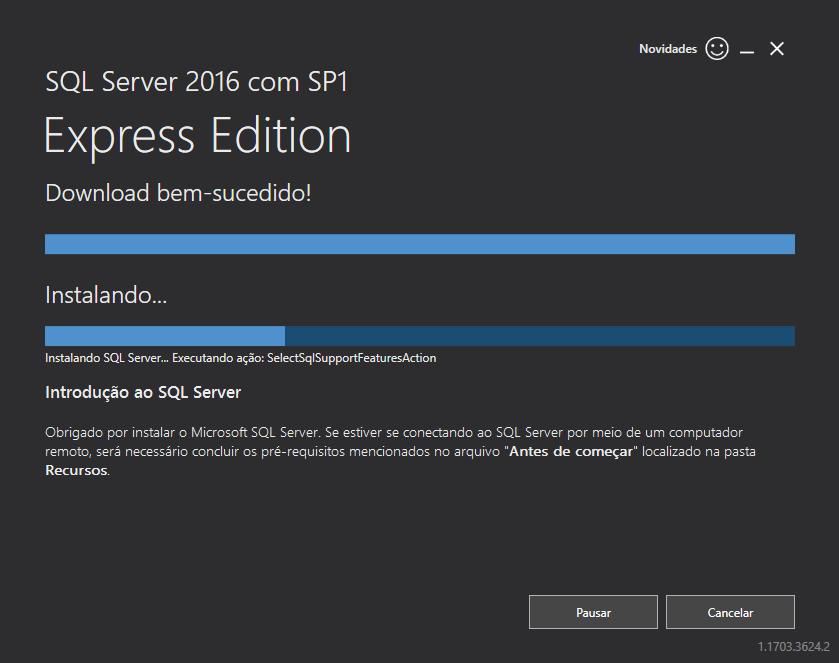 Novidades
SQL Server 2016 com SP1
Express Edition
Download bem-sucedido!
Instalando...
Instalando SQL Server... Executando ação: SelectSqlSupportFeaturesAction
Introdução ao SQL Server
Obrigado por instalar o Microsoft SQL Server. Se estiver se conectando ao SQL Server por meio de um computador
remoto, será necessário concluir os pré-requisitos mencionados no arquivo "Antes de começar" localizado na pasta
Recursos.
Pausar
Cancelar
1.1703.3624.2